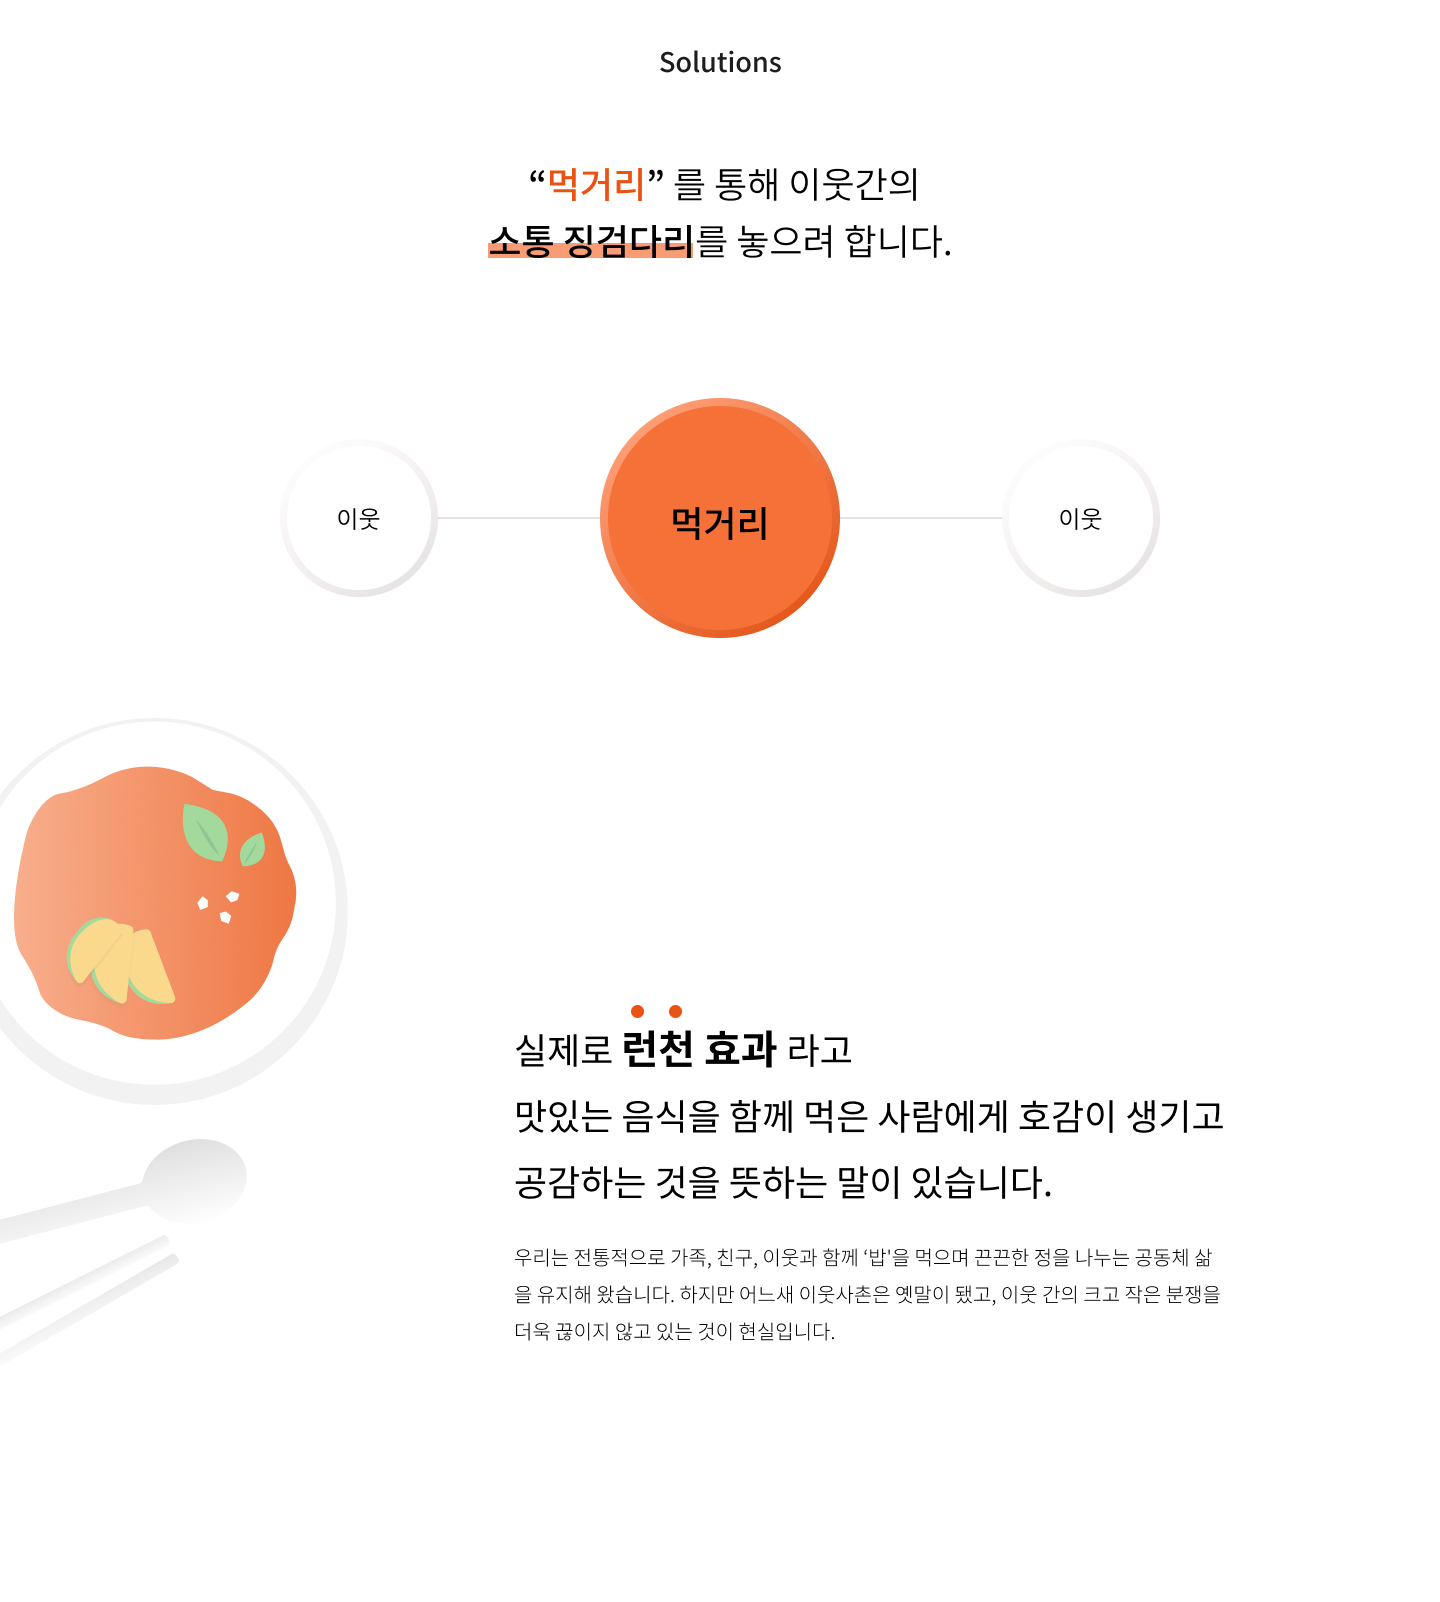 Solutions
“먹거리” 를 통해 이웃간의
소통 징검다리를 놓으려 합니다.
이웃
먹거리
이웃
실제로 런천 효과 라고
맛있는 음식을 함께 먹은 사람에게 호감이 생기고
공감하는 것을 뜻하는 말이 있습니다.
우리는 전통적으로 가족, 친구, 이웃과 함께 ‘밥'을 먹으며 끈끈한 정을 나누는 공동체 삶
을 유지해 왔습니다. 하지만 어느새 이웃사촌은 옛말이 됐고, 이웃 간의 크고 작은 분쟁을
더욱 끊이지 않고 있는 것이 현실입니다.